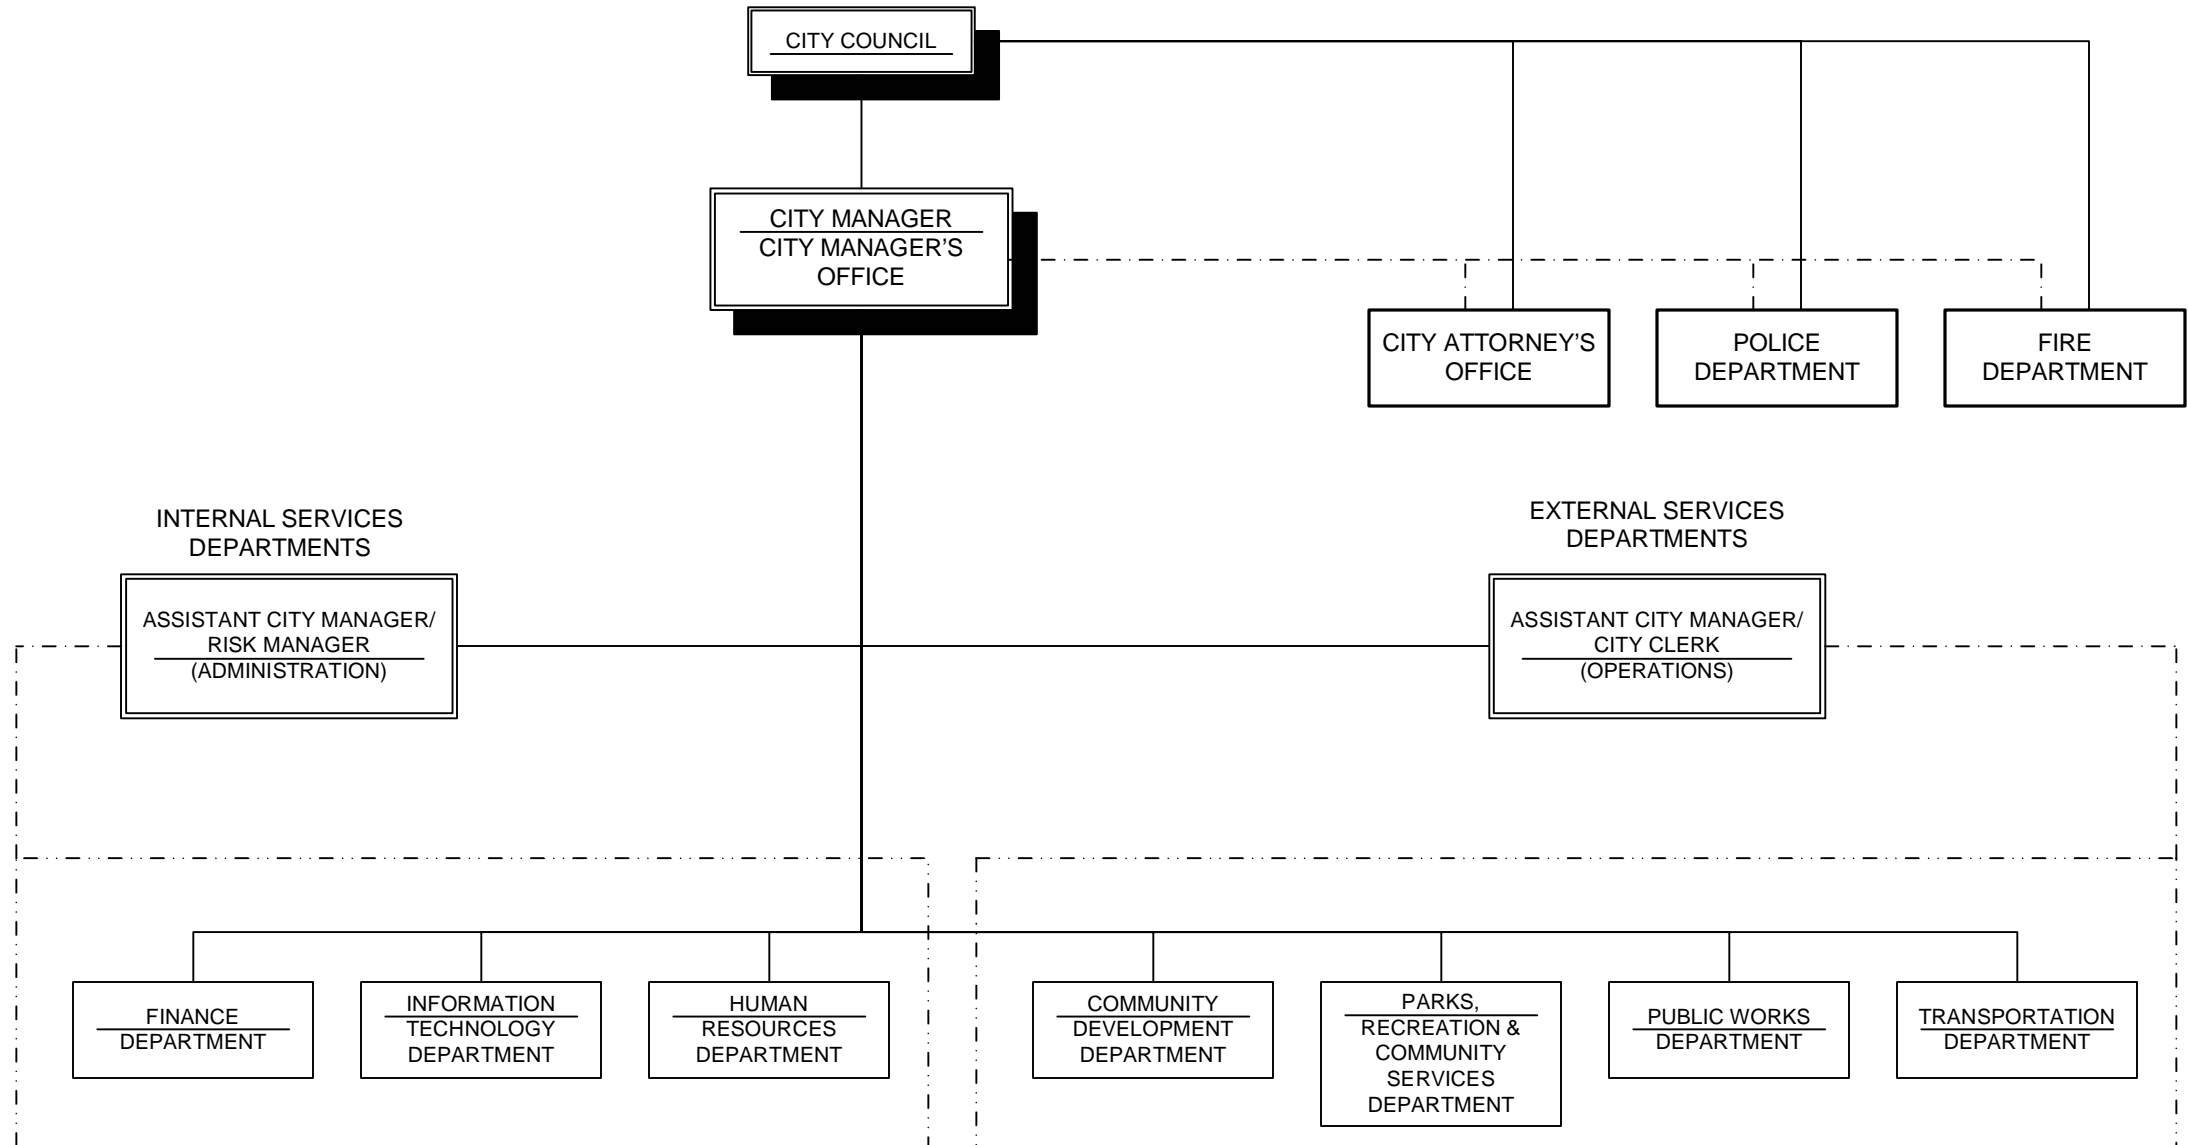 CITY COUNCIL
CITY MANAGER
CITY MANAGER’S
OFFICE
CITY ATTORNEY’S
OFFICE
POLICE
DEPARTMENT
FIRE
DEPARTMENT
INTERNAL SERVICES
DEPARTMENTS
EXTERNAL SERVICES
DEPARTMENTS
ASSISTANT CITY MANAGER/
RISK MANAGER
(ADMINISTRATION)
ASSISTANT CITY MANAGER/
CITY CLERK
(OPERATIONS)
FINANCE
DEPARTMENT
INFORMATION
TECHNOLOGY
DEPARTMENT
HUMAN
RESOURCES
DEPARTMENT
COMMUNITY
DEVELOPMENT
DEPARTMENT
PARKS,
RECREATION &
COMMUNITY
SERVICES
DEPARTMENT
PUBLIC WORKS
DEPARTMENT
TRANSPORTATION
DEPARTMENT